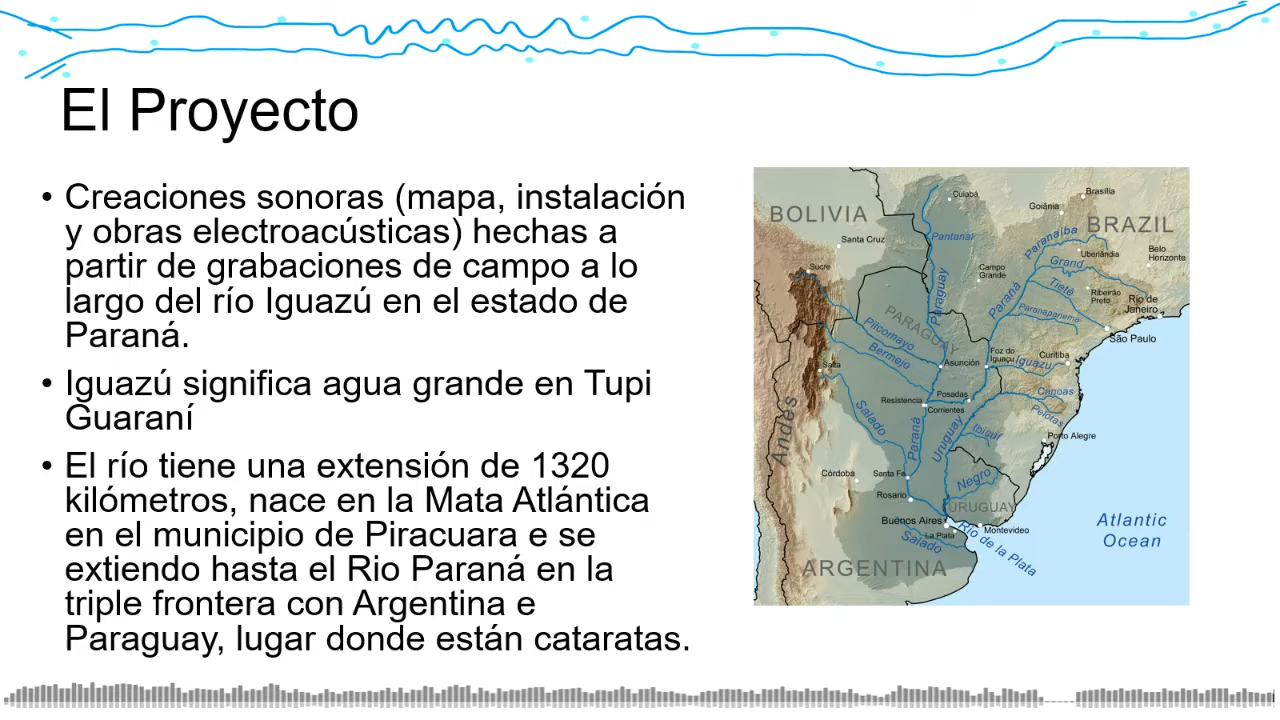 El Proyecto
• Creaciones sonoras (mapa, instalación
y obras electroacústicas) hechas a
partir de grabaciones de campo a lo
largo del río Iguazú en el estado de
Paraná.
• Iguazú significa agua grande en Tupi
Guaraní
• El río tiene una extensión de 1320
kilómetros, nace en la Mata Atlántica
en el municipio de Piracuara e se
extiendo hasta el Rio Paraná en la
triple frontera con Argentina e
Paraguay, lugar donde están cataratas.
BOLIVIA
Cuiabá
Brasília
Goiânia
BRAZIL
Santa Cruz
Pantanal
Paranaíba
Uberlândia
Belo
Horizonte
Sucre
Campo
Grande
Grand
Tietê
Ribeirão
Preto
Rio de
Janeiro
Paraguay
Paraná
Paranapanema
PARAGUAY
Pilcomayo
Bermejo
São Paulo
Salta
Asunción
Foz do
Iguaçu
Iguazu
Curitiba
Andes
Salado
Resistencia
Corrientes
Posadas
Canoas
Pelotas
Paraná
Uruguay
Ibicuí
Porto Alegre
Córdoba
Santa Fe
Rosario
Negro
URUGUAY
Buenos Aires
La Plata
Montevideo
Salado
Río de la Plata
Atlantic
Ocean
ARGENTINA